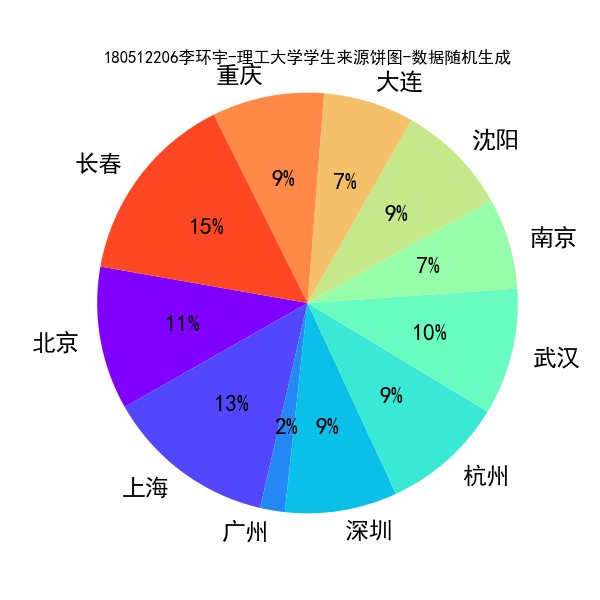 180512206李环宇-理工大学学生来源饼图-数据随机生成
重庆
大连
长春
沈阳
9%
7%
15%
9%
南京
7%
北京
11%
10%
武汉
13%
9%
2%
9%
上海
杭州
广州
深圳